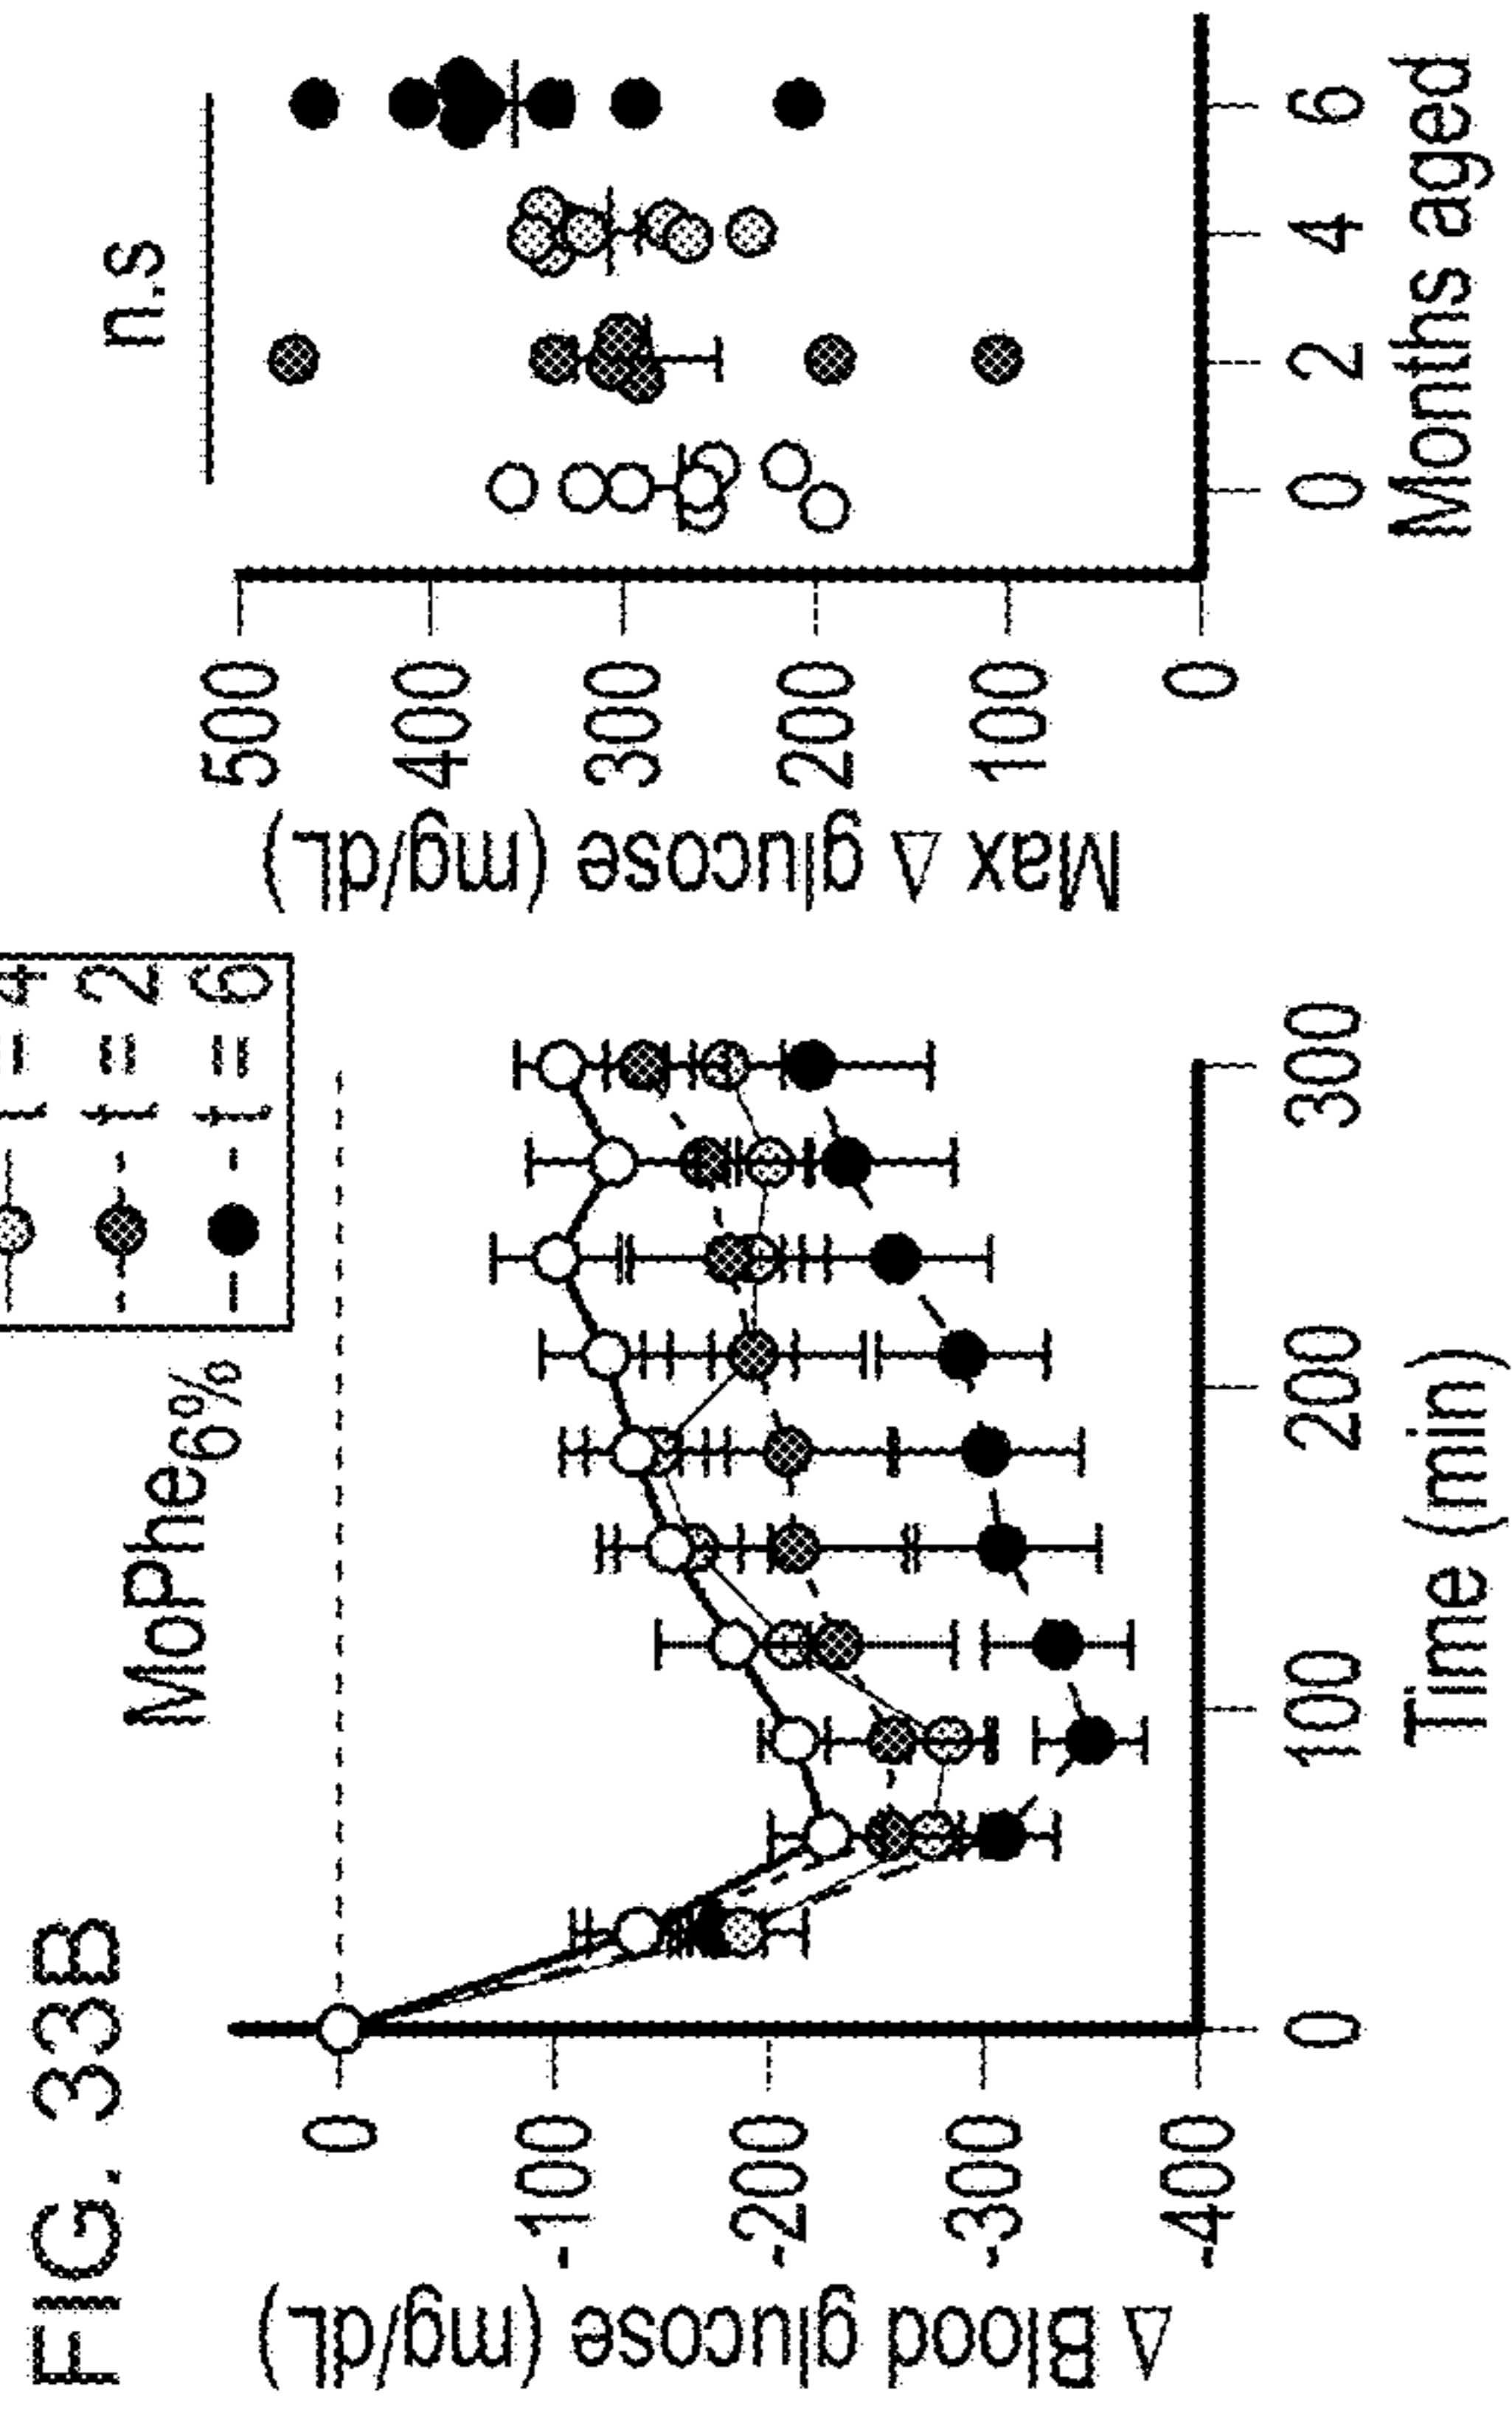 FIG. 33B
MoPhe6%
t = 4
t = 2
t = 6
Δ Blood glucose (mg/dL)
0
-100
-200
-300
-400
0
100
200
300
Time (min)
n.s
Max Δ glucose (mg/dL)
500
400
300
200
100
0
0
2
4
6
Months aged